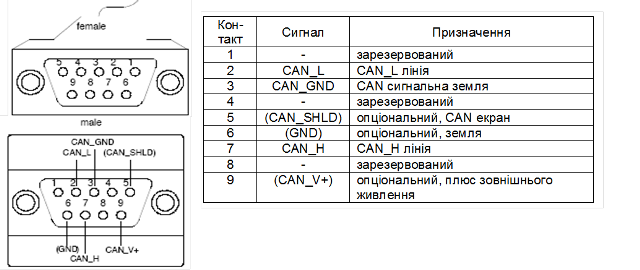 female
5 4 3 2 1
9 8 7 6
male
CAN_GND
CAN_L (CAN_SHLD)
1 2 3 4 5
6 7 8 9
(GND) CAN_V+
CAN_H
Кон-
такт Сигнал Призначення
1 - зарезервований
2 CAN_L CAN_L лінія
3 CAN_GND CAN сигнальна земля
4 - зарезервований
5 (CAN_SHLD) опціональний, CAN екран
6 (GND) опціональний, земля
7 CAN_H CAN_H лінія
8 - зарезервований
9 (CAN_V+) опціональний, плюс зовнішнього
живлення